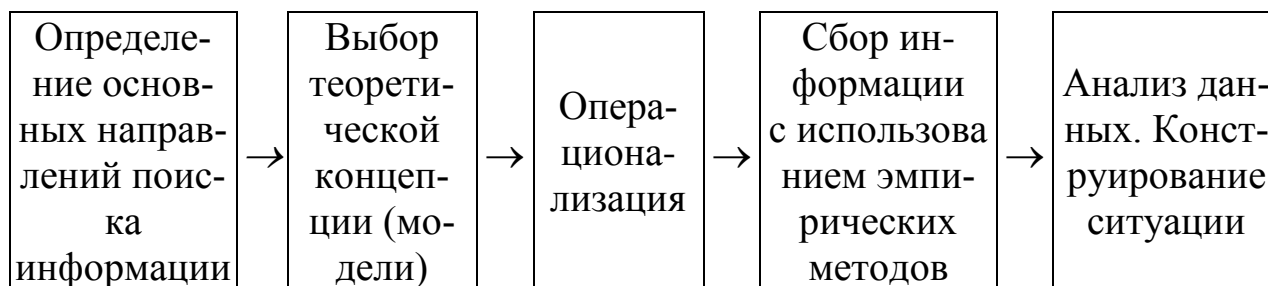 Определе-
ние основ-
ных направ-
лений поис-
ка
информации
→
Выбор
теорети-
ческой
концеп-
ции (мо-
дели)
→
Опера-
циона-
лизация
→
Сбор ин-
формации
с использова
нием эмпи-
рических
методов
→
Анализ дан-
ных. Конст-
руирование
ситуации